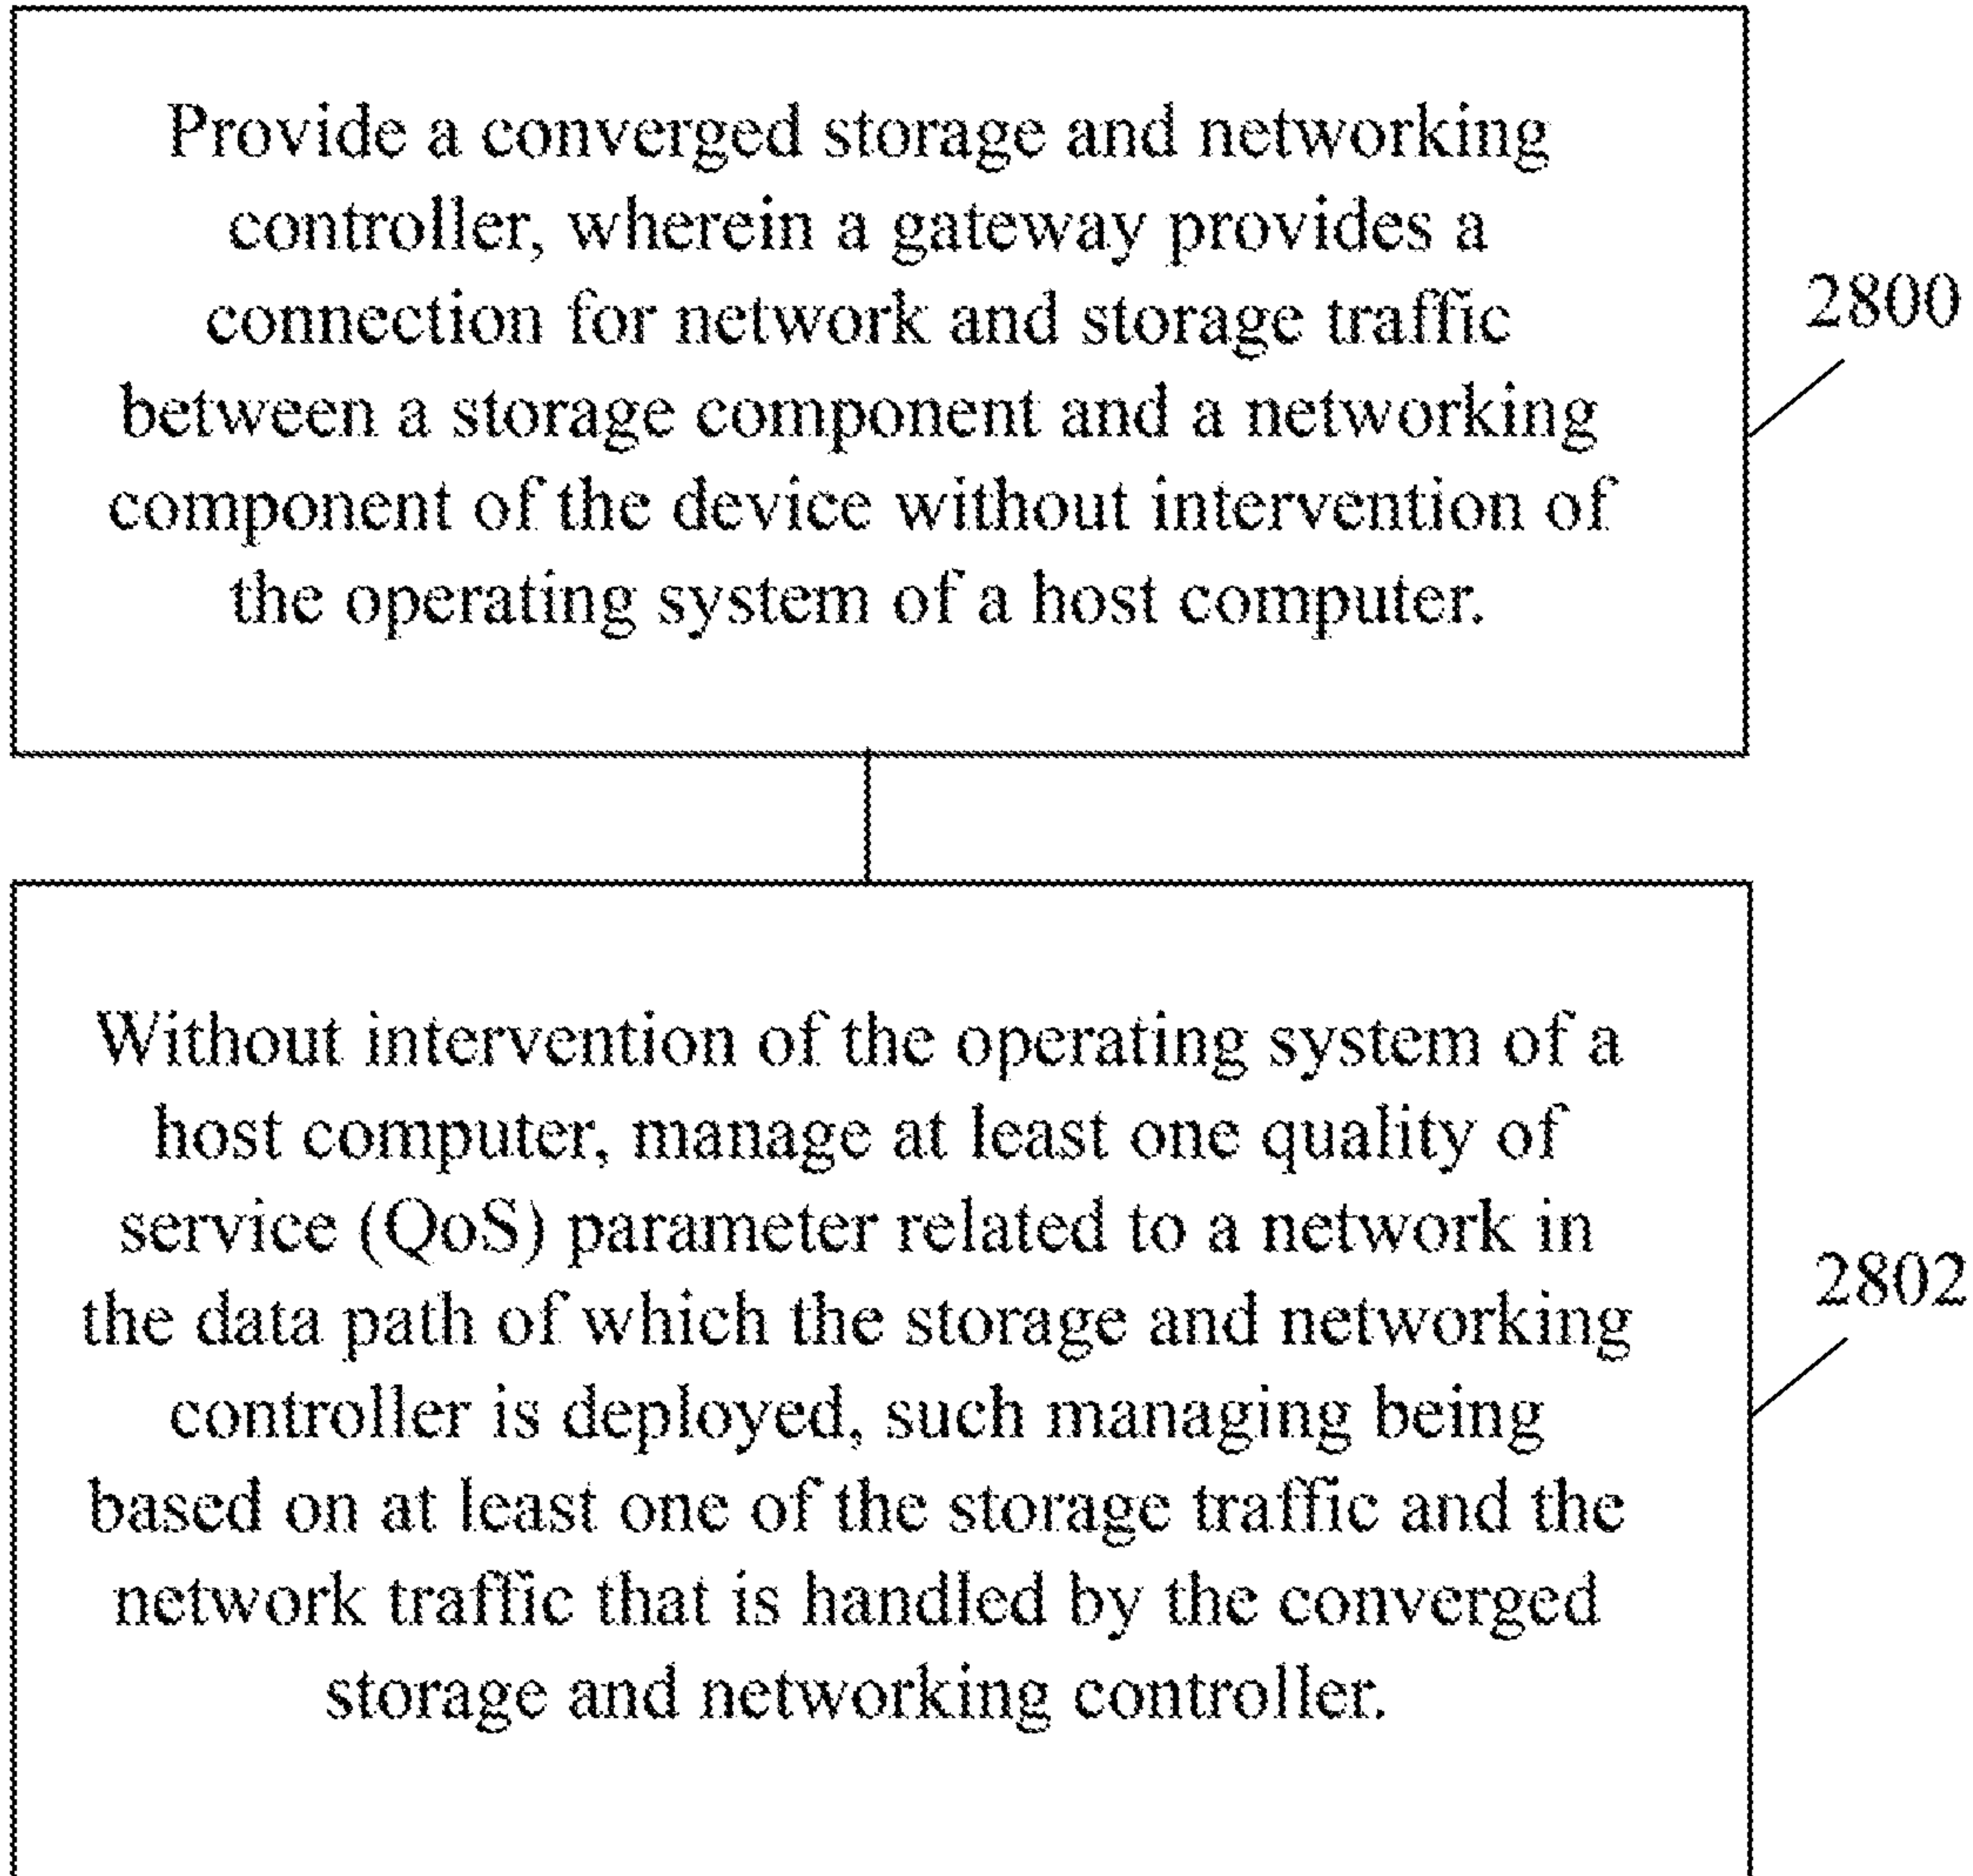 Provide a converged storage and networking
controller, wherein a gateway provides a
connection for network and storage traffic
between a storage component and a networking
component of the device without intervention of
the operating system of a host computer.
2800
Without intervention of the operating system of a
host computer, manage at least one quality of
service (QoS) parameter related to a network in
the data path of which the storage and networking
controller is deployed, such managing being
based on at least one of the storage traffic and the
network traffic that is handled by the converged
storage and networking controller.
2802